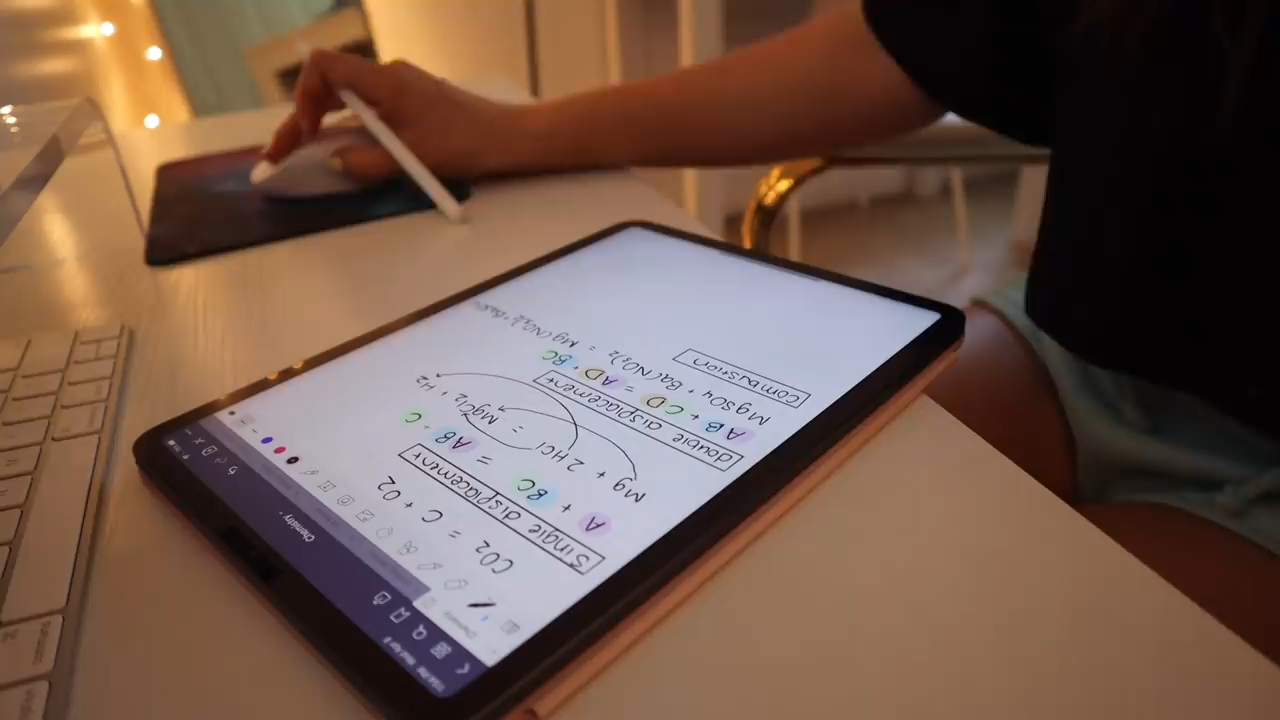 Chemistry
CO2 = C + O2
Single displacement
A + BC = AB + C
Mg + 2HCl = MgCl2 + H2
double displacement
AB + CD = AD + BC
MgSO4 + Ba(NO3)2 = Mg(NO3)2 +
Combustion